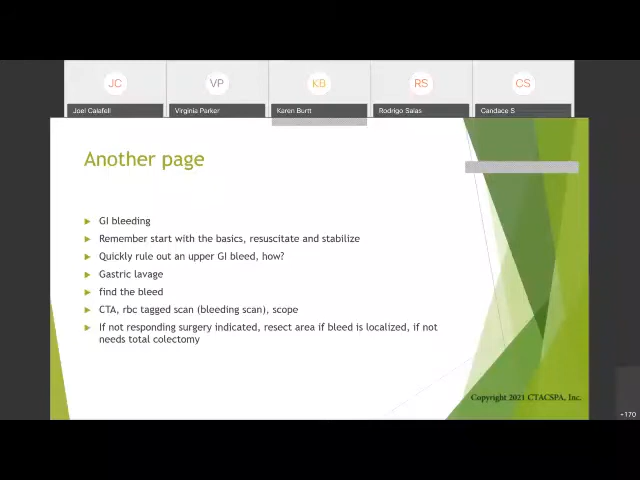 JC
VP
KB
RS
CS
Joel Calafell
Virginia Parker
Karen Burtt
Rodrigo Salas
Candace S
Another page
GI bleeding
Remember start with the basics, resuscitate and stabilize
Quickly rule out an upper GI bleed, how?
Gastric lavage
find the bleed
CTA, rbc tagged scan (bleeding scan), scope
If not responding surgery indicated, resect area if bleed is localized, if not
needs total colectomy
Copyright 2021 CTACSPA, Inc.
+170